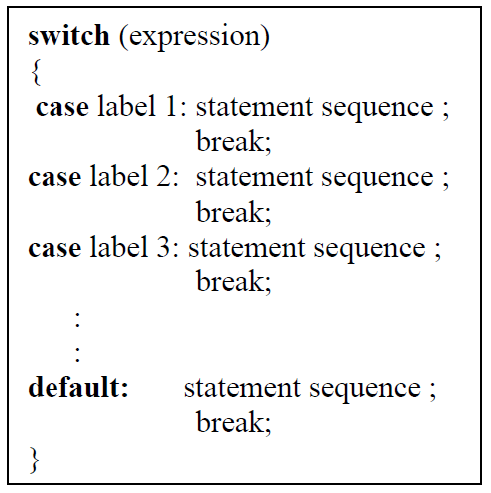 switch (expression)
{
case label 1: statement sequence ;
break;
case label 2: statement sequence ;
break;
case label 3: statement sequence ;
break;
:
:
default: statement sequence ;
break;
}